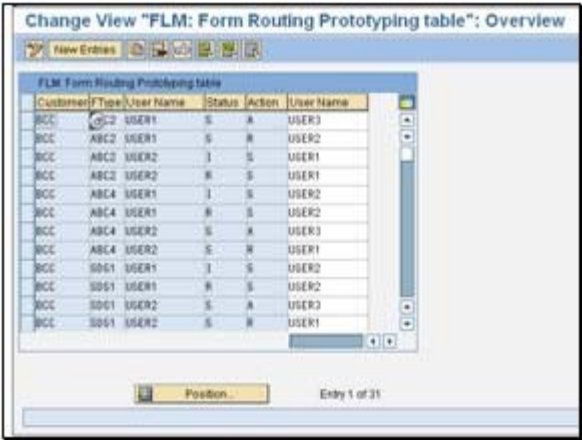 Change View "FLM: Form Routing Prototyping table": Overview
New Entries
FLM: Form Routing Prototyping table
Customer FType User Name Status Action User Name
BCC C2 USER1 S A USER3
BCC ABC2 USER1 S R USER2
BCC ABC2 USER2 I S USER1
BCC ABC2 USER2 R S USER1
BCC ABC4 USER1 I S USER2
BCC ABC4 USER1 R S USER2
BCC ABC4 USER2 S A USER3
BCC ABC4 USER2 S R USER1
BCC SDS1 USER1 I S USER2
BCC SDS1 USER1 R S USER2
BCC SDS1 USER2 S A USER3
BCC SDS1 USER2 S R USER1
Position...
Entry 1 of 31